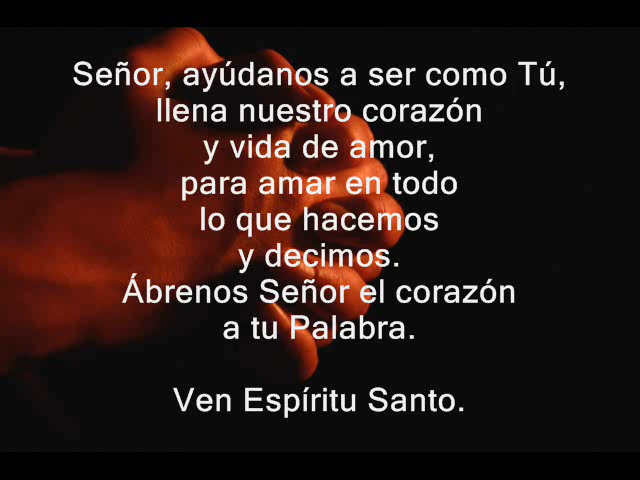 Señor, ayúdanos a ser como Tú,
llena nuestro corazón
y vida de amor,
para amar en todo
lo que hacemos
y decimos.
Ábrenos Señor el corazón
a tu Palabra.
Ven Espíritu Santo.